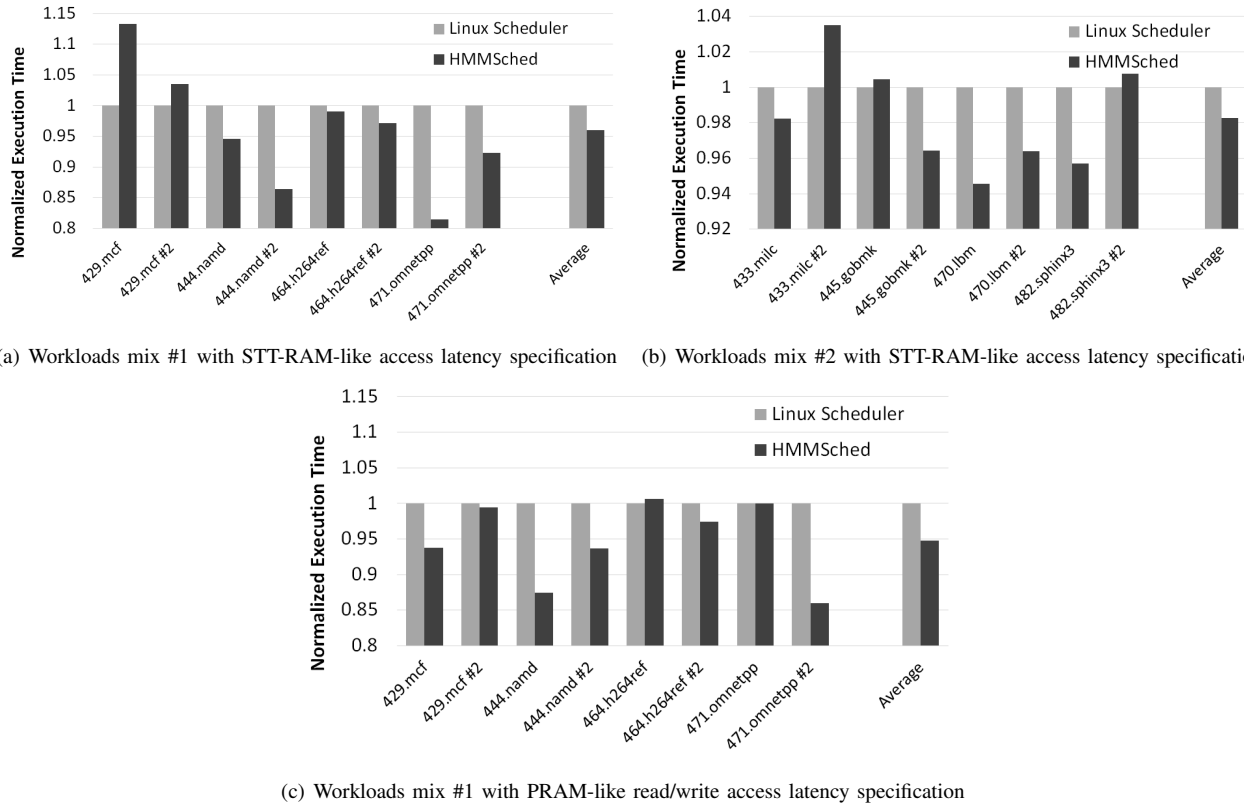 1.15
1.1
1.05
1
0.95
0.9
0.85
0.8
Normalized Execution Time
Linux Scheduler
HMMSched
429.mcf
429.mcf #2
444.namd
444.namd #2
464.h264ref
464.h264ref #2
471.omnetpp
471.omnetpp #2
Average
(a) Workloads mix #1 with STT-RAM-like access latency specification
1.04
1.02
1
0.98
0.96
0.94
0.92
Normalized Execution Time
Linux Scheduler
HMMSched
433.milc
433.milc #2
445.gobmk
445.gobmk #2
470.lbm
470.lbm #2
482.sphinx3
482.sphinx3 #2
Average
(b) Workloads mix #2 with STT-RAM-like access latency specificatio
1.15
1.1
1.05
1
0.95
0.9
0.85
0.8
Normalized Execution Time
Linux Scheduler
HMMSched
429.mcf
429.mcf #2
444.namd
444.namd #2
464.h264ref
464.h264ref #2
471.omnetpp
471.omnetpp #2
Average
(c) Workloads mix #1 with PRAM-like read/write access latency specification